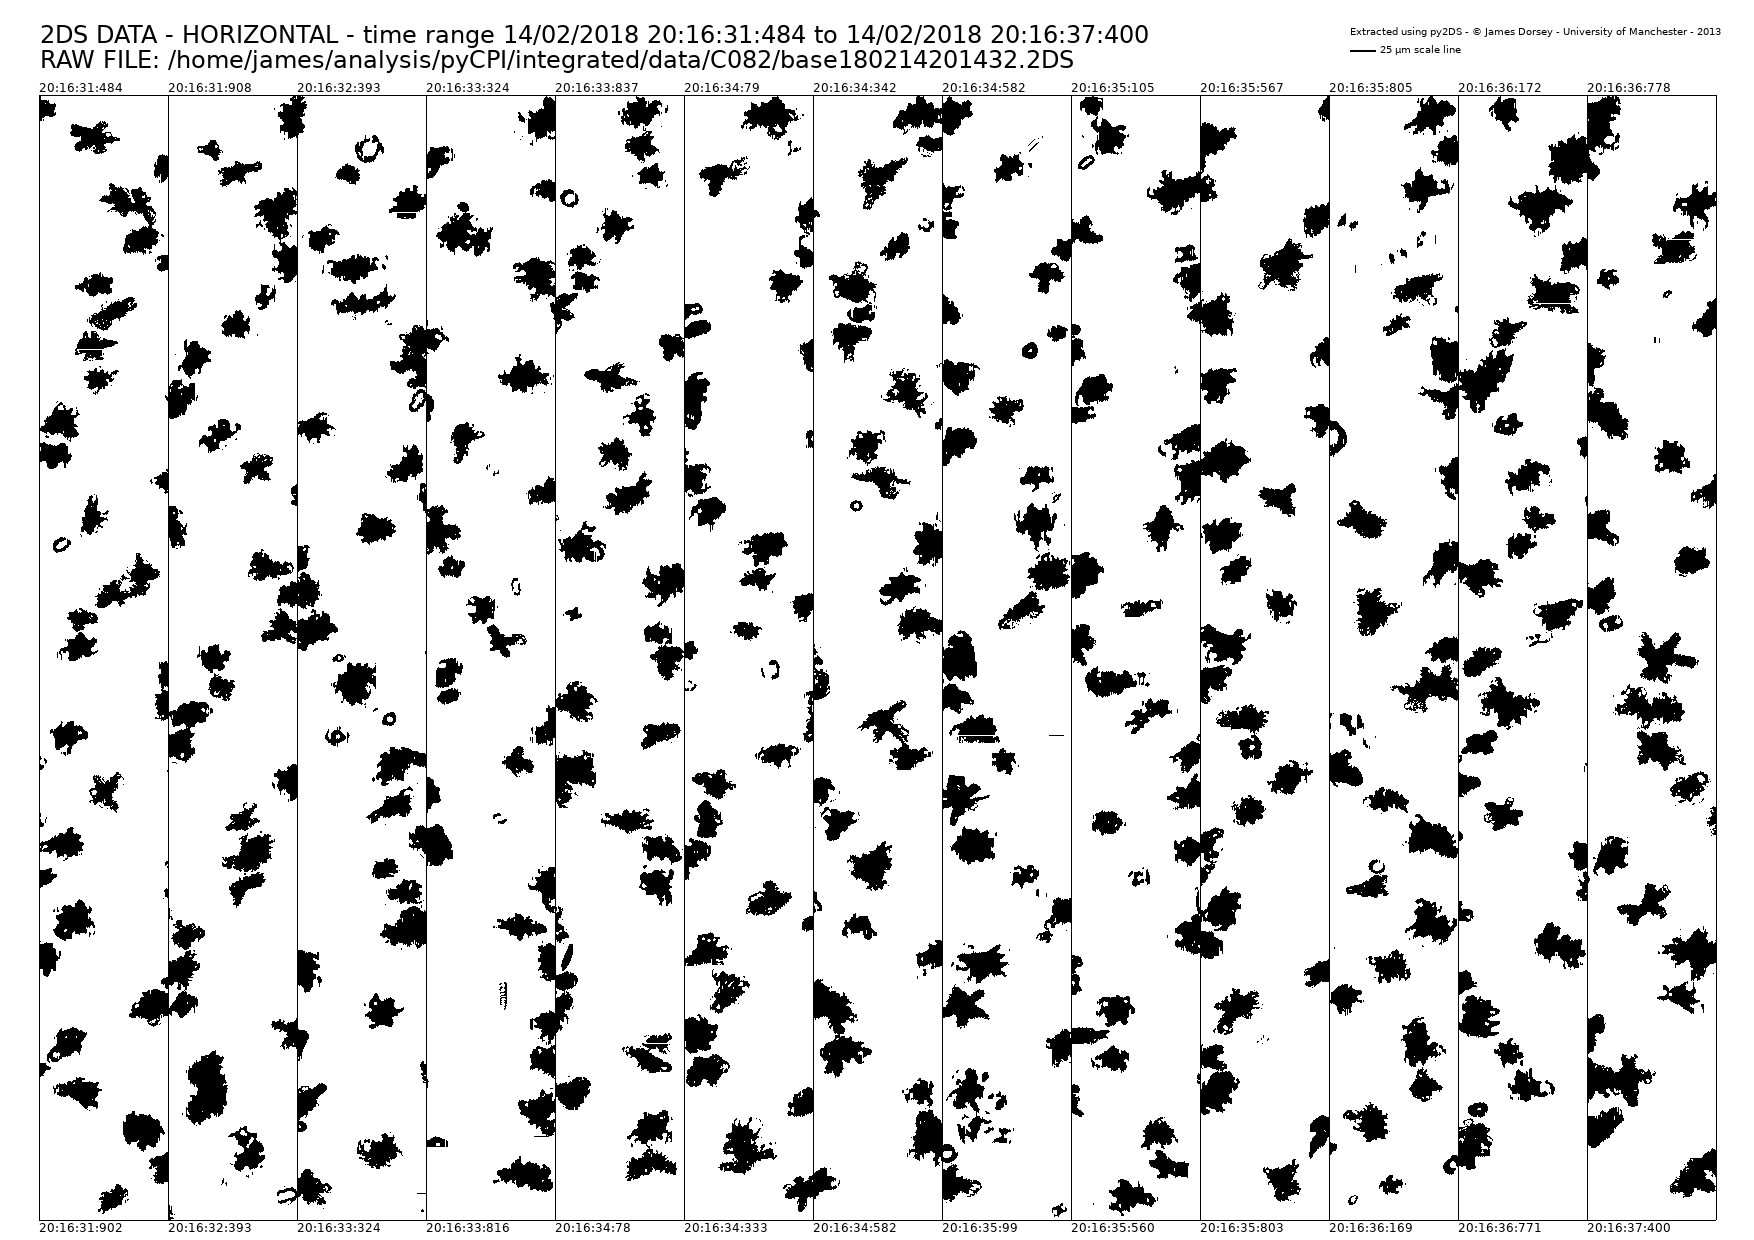 2DS DATA - HORIZONTAL - time range 14/02/2018 20:16:31:484 to 14/02/2018 20:16:37:400
RAW FILE: /home/james/analysis/pyCPI/integrated/data/C082/base180214201432.2DS
Extracted using py2DS - © James Dorsey - University of Manchester - 2013
25 µm scale line
20:16:31:484 20:16:31:908 20:16:32:393 20:16:33:324 20:16:33:837 20:16:34:79 20:16:34:342 20:16:34:582 20:16:35:105 20:16:35:567 20:16:35:805 20:16:36:172 20:16:36:778
20:16:31:902 20:16:32:393 20:16:33:324 20:16:33:816 20:16:34:78 20:16:34:333 20:16:34:582 20:16:35:99 20:16:35:560 20:16:35:803 20:16:36:169 20:16:36:771 20:16:37:400